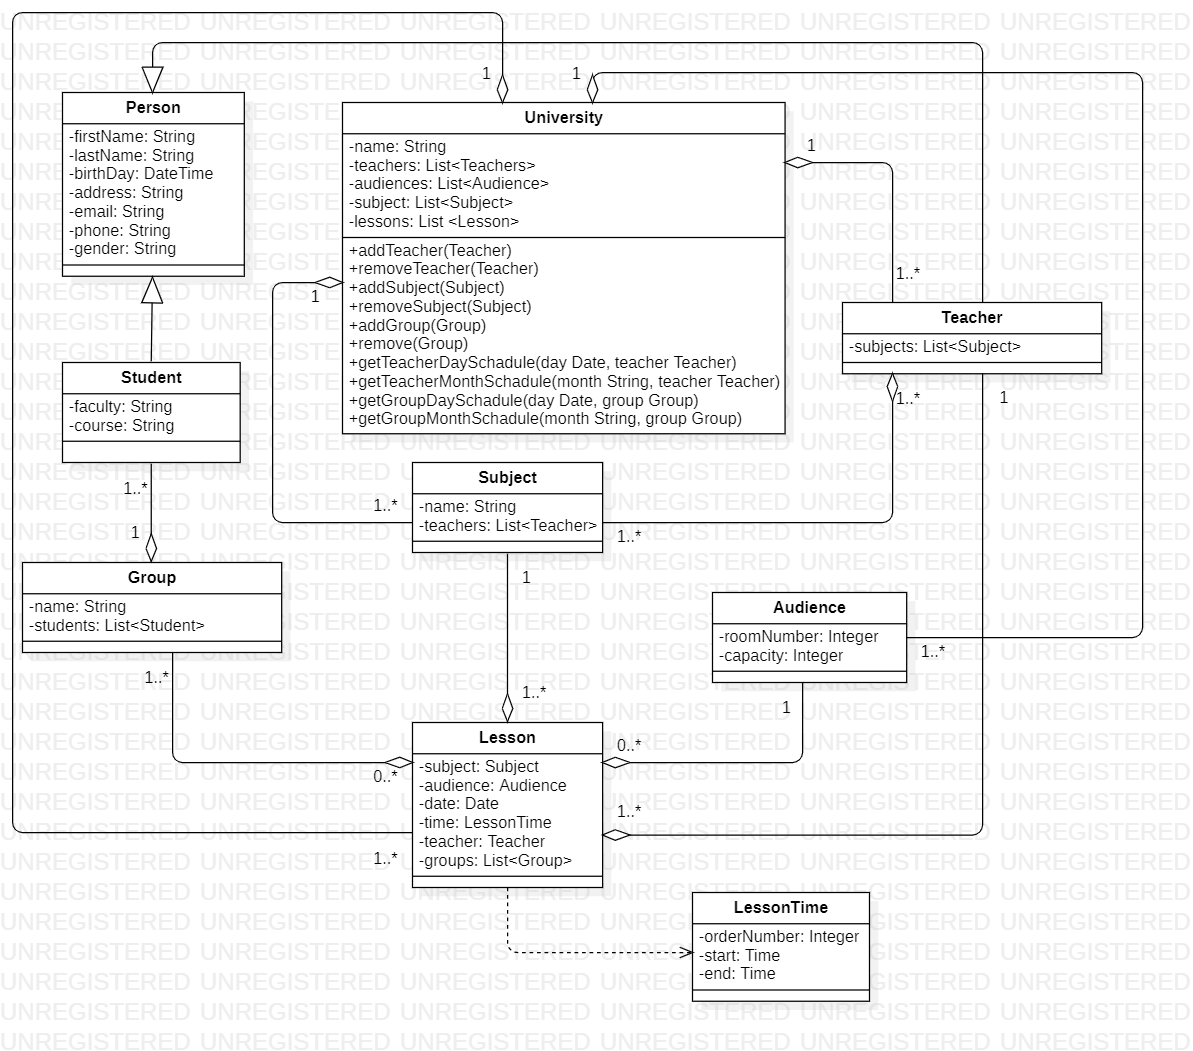 UNREGISTERED
1
1
Person
-firstName: String
-lastName: String
-birthDay: DateTime
-address: String
-email: String
-phone: String
-gender: String
University
-name: String
-teachers: List<Teachers>
-audiences: List<Audience>
-subject: List<Subject>
-lessons: List <Lesson>
+addTeacher(Teacher)
+removeTeacher(Teacher)
+addSubject(Subject)
+removeSubject(Subject)
+addGroup(Group)
+remove(Group)
+getTeacherDaySchadule(day Date, teacher Teacher)
+getTeacherMonthSchadule(month String, teacher Teacher)
+getGroupDaySchadule(day Date, group Group)
+getGroupMonthSchadule(month String, group Group)
1
1..*
1
Teacher
-subjects: List<Subject>
1..*
1
Student
-faculty: String
-course: String
1..*
1
Subject
-name: String
-teachers: List<Teacher>
1..*
1..*
1
Group
-name: String
-students: List<Student>
1..*
Audience
-roomNumber: Integer
-capacity: Integer
1..*
1
1..*
Lesson
-subject: Subject
-audience: Audience
-date: Date
-time: LessonTime
-teacher: Teacher
-groups: List<Group>
0..*
0..*
1..*
1..*
LessonTime
-orderNumber: Integer
-start: Time
-end: Time